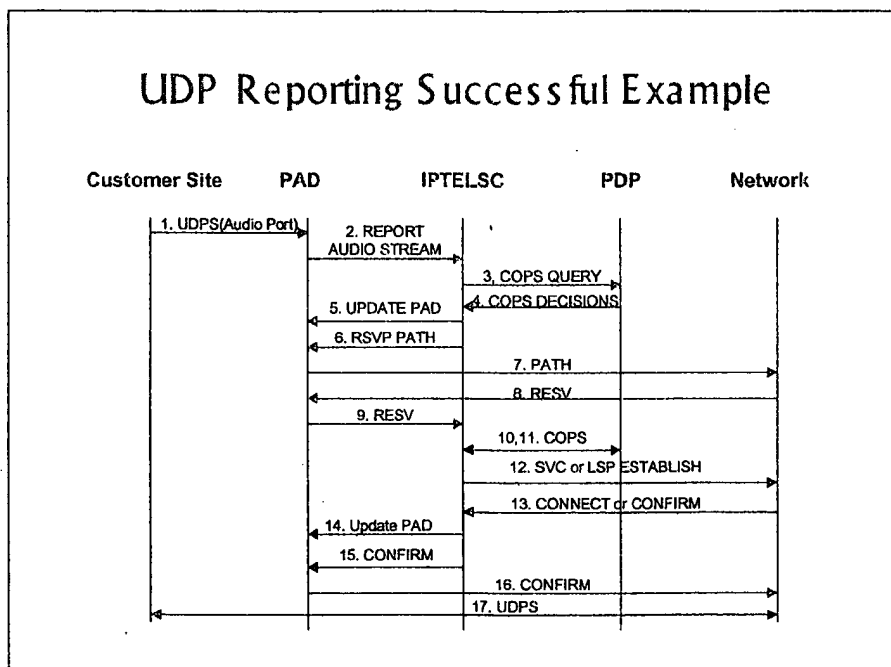 UDP Reporting Successful Example
Customer Site PAD IPTELSC PDP Network
1. UDPS(Audio Port)
2. REPORT
AUDIO STREAM
3, COPS QUERY
4. COPS DECISIONS
5. UPDATE PAD
6. RSVP PATH
7. PATH
8. RESV
9. RESV
10,11. COPS
12. SVC or LSP ESTABLISH
13. CONNECT or CONFIRM
14. Update PAD
15. CONFIRM
16. CONFIRM
17. UDPS